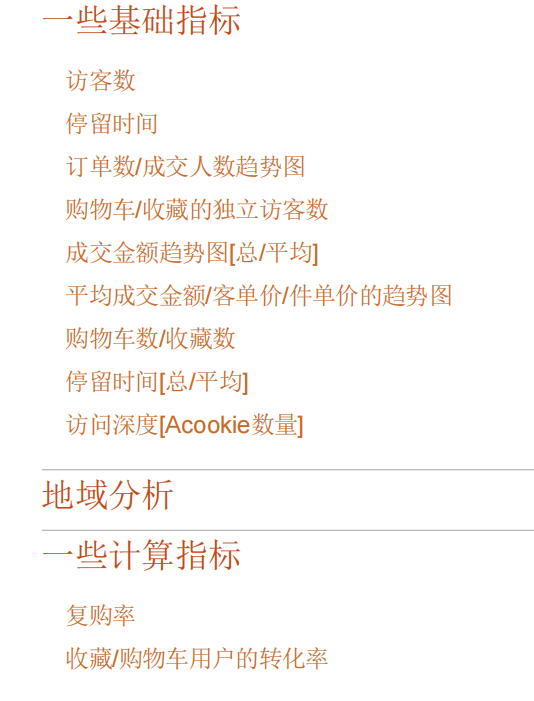 一些基础指标
访客数
停留时间
订单数/成交人数趋势图
购物车/收藏的独立访客数
成交金额趋势图[总/平均]
平均成交金额/客单价/件单价的趋势图
购物车数/收藏数
停留时间[总/平均]
访问深度[Acookie数量]
地域分析
一些计算指标
复购率
收藏/购物车用户的转化率